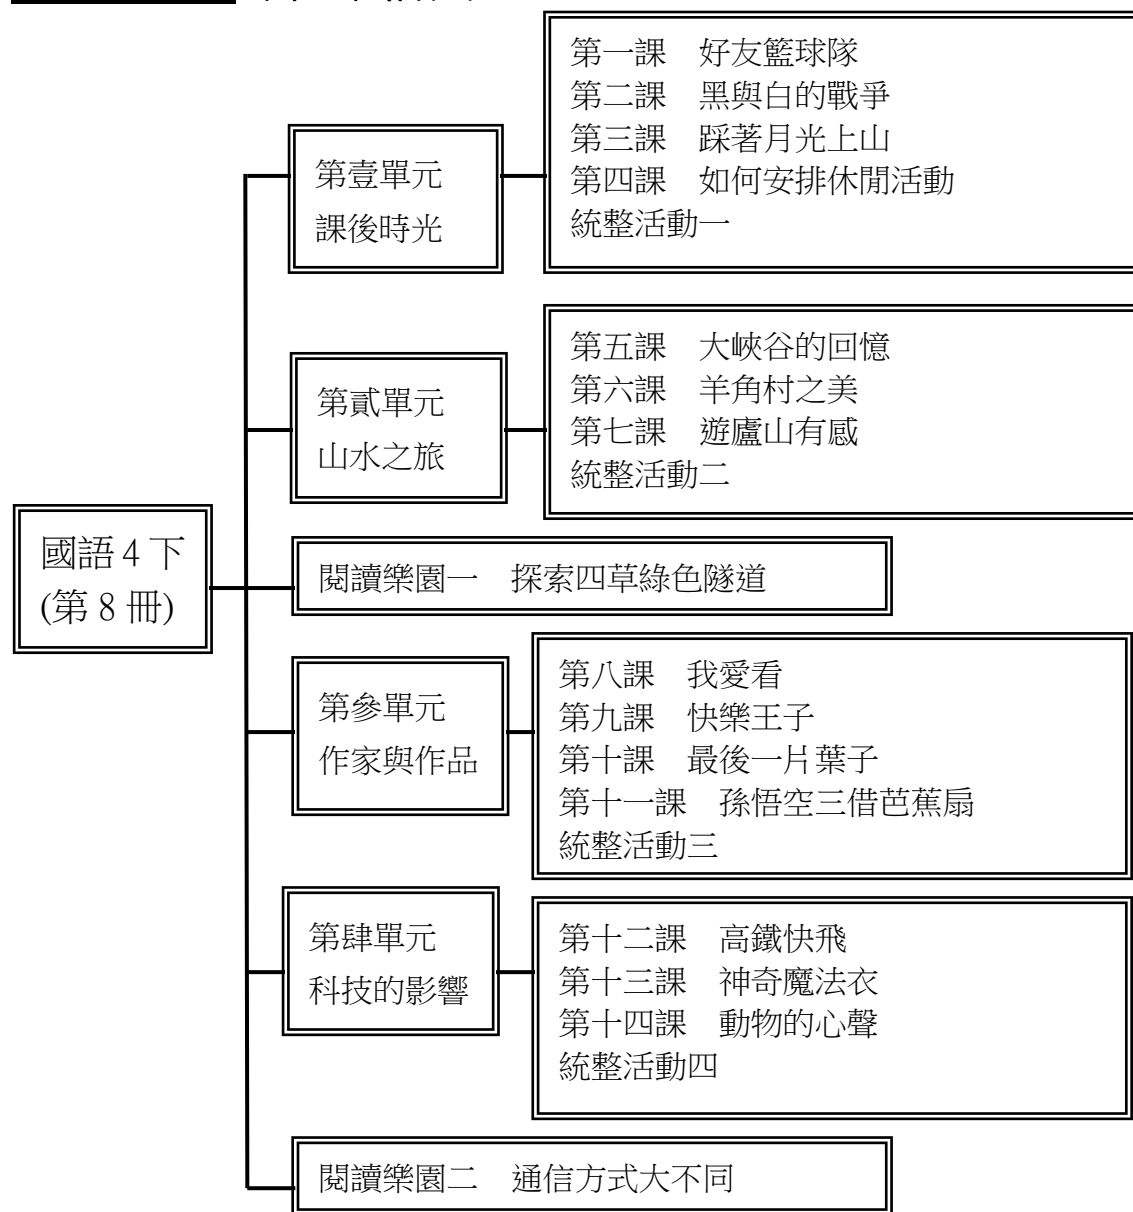 國語 4 下
(第 8 冊)
第壹單元
課後時光
第一課　好友籃球隊
第二課　黑與白的戰爭
第三課　踩著月光上山
第四課　如何安排休閒活動
統整活動一
第貳單元
山水之旅
第五課　大峽谷的回憶
第六課　羊角村之美
第七課　遊廬山有感
統整活動二
閱讀樂園一　探索四草綠色隧道
第參單元
作家與作品
第八課　我愛看
第九課　快樂王子
第十課　最後一片葉子
第十一課　孫悟空三借芭蕉扇
統整活動三
第肆單元
科技的影響
第十二課　高鐵快飛
第十三課　神奇魔法衣
第十四課　動物的心聲
統整活動四
閱讀樂園二　通信方式大不同